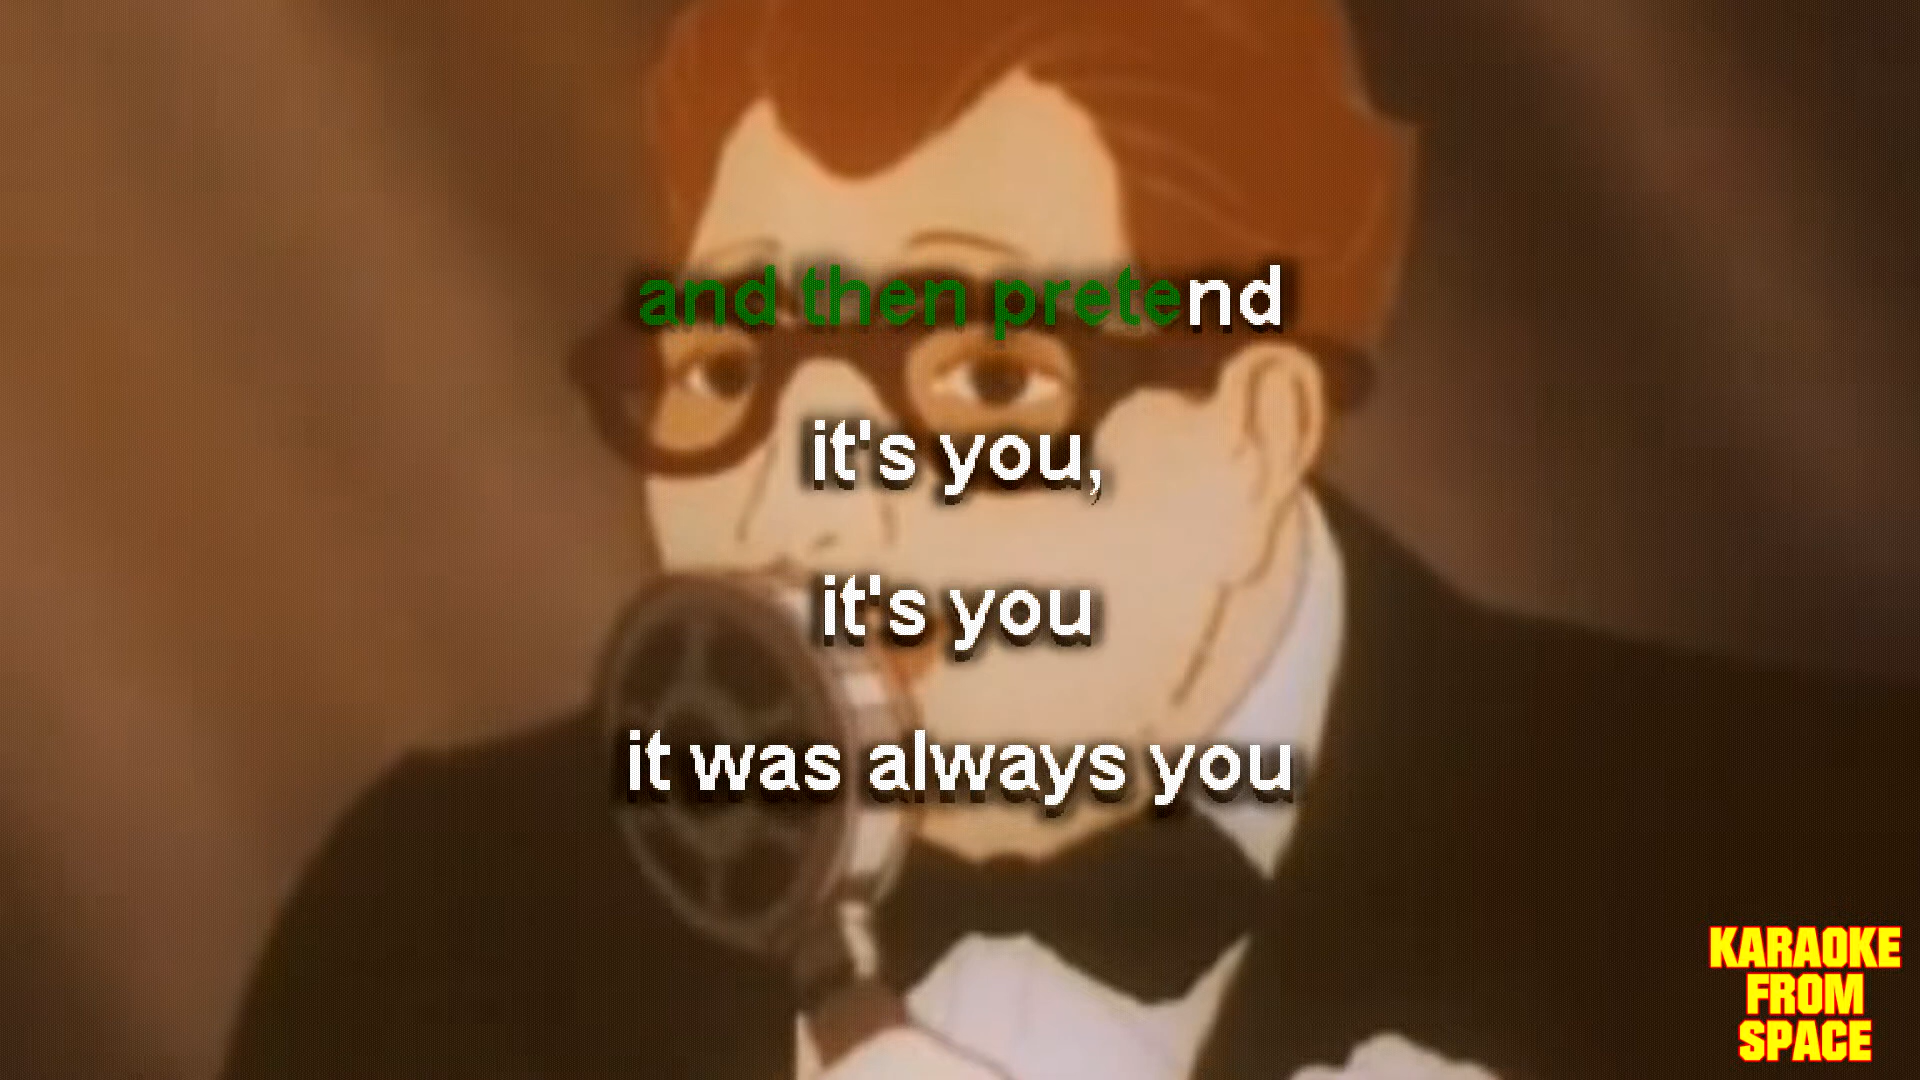 and then pretend
it's you,
it's you
it was always you
KARAOKE
FROM
SPACE